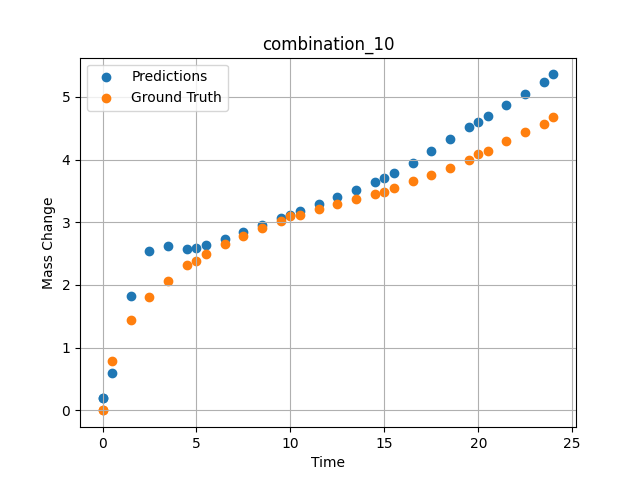 combination_10
Predictions
Ground Truth
Mass Change
5
4
3
2
1
0
0 5 10 15 20 25
Time